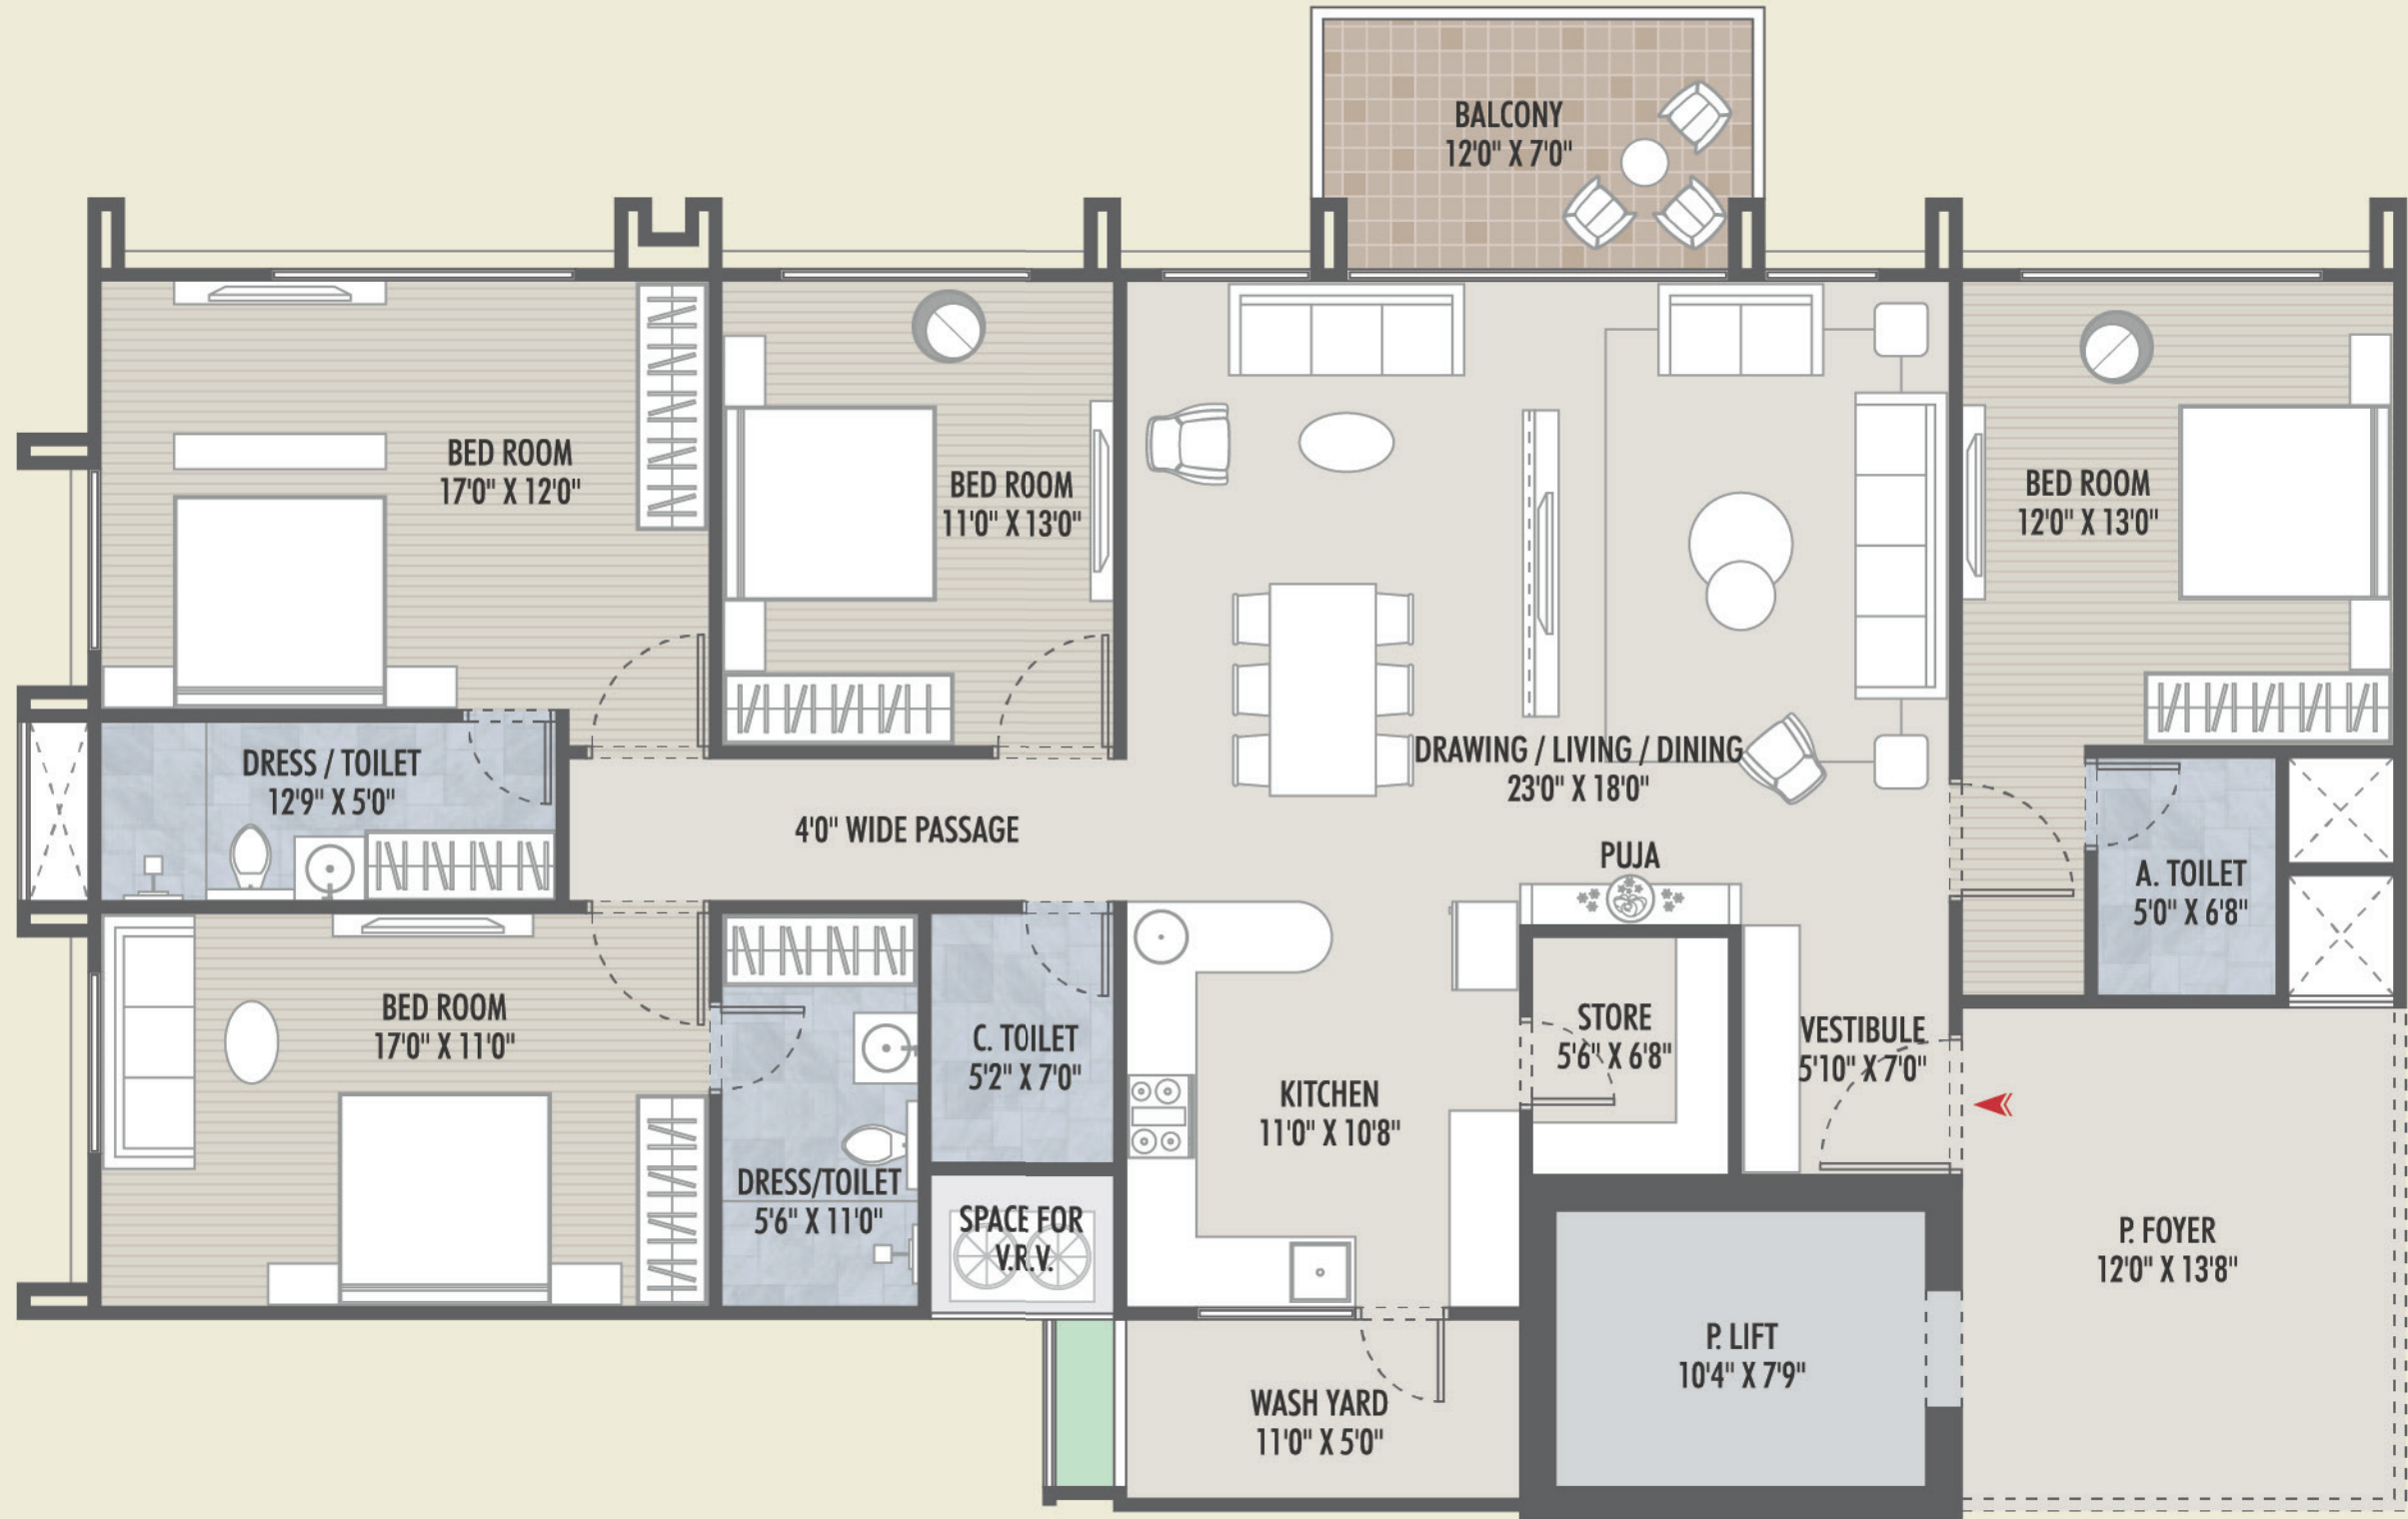 BALCONY
12'0" X 7'0"
BED ROOM
17'0" X 12'0"
BED ROOM
11'0" X 13'0"
BED ROOM
12'0" X 13'0"
DRESS / TOILET
12'9" X 5'0"
4'0" WIDE PASSAGE
DRAWING / LIVING / DINING
23'0" X 18'0"
PUJA
A. TOILET
5'0" X 6'8"
BED ROOM
17'0" X 11'0"
C. TOILET
5'2" X 7'0"
KITCHEN
11'0" X 10'8"
STORE
5'6" X 6'8"
VESTIBULE
5'10" X 7'0"
DRESS/TOILET
5'6" X 11'0"
SPACE FOR
V.R.V.
P. FOYER
12'0" X 13'8"
P. LIFT
10'4" X 7'9"
WASH YARD
11'0" X 5'0"